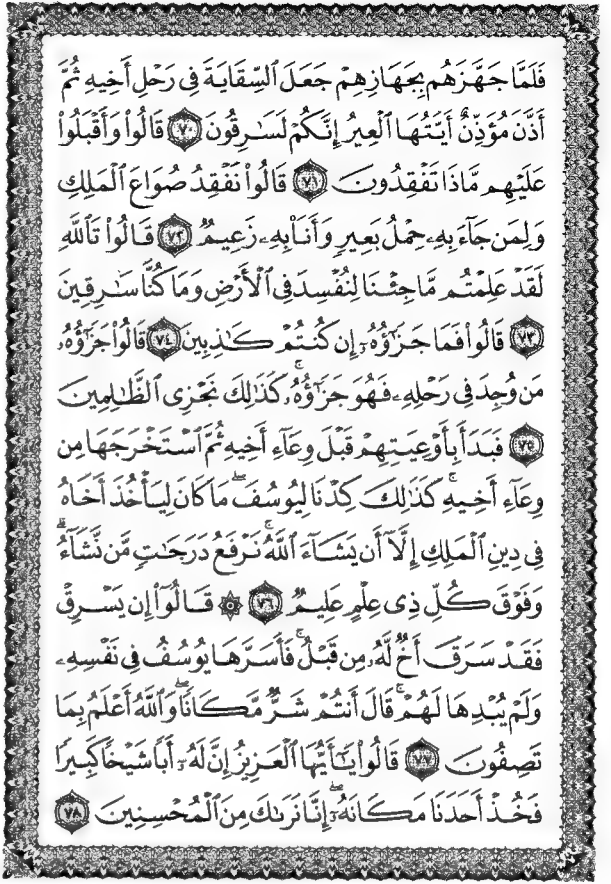 فَلَمَّا جَهَّزَهُم بِجَهَازِهِمْ جَعَلَ ٱلسِّقَايَةَ فِى رَحْلِ أَخِيهِ ثُمَّ
أَذَّنَ مُؤَذِّنٌ أَيَّتُهَا ٱلْعِيرُ إِنَّكُمْ لَسَـٰرِقُونَ ٧٠ قَالُوا۟ وَأَقْبَلُوا۟
عَلَيْهِم مَّاذَا تَفْقِدُونَ ٧١ قَالُوا۟ نَفْقِدُ صُوَاعَ ٱلْمَلِكِ
وَلِمَن جَآءَ بِهِۦ حِمْلُ بَعِيرٍ وَأَنَا۠ بِهِۦ زَعِيمٌ ٧٢ قَالُوا۟ تَٱللَّهِ
لَقَدْ عَلِمْتُم مَّا جِئْنَا لِنُفْسِدَ فِى ٱلْأَرْضِ وَمَا كُنَّا سَـٰرِقِينَ
٧٣ قَالُوا۟ فَمَا جَزَٰٓؤُهُۥٓ إِن كُنتُمْ كَـٰذِبِينَ ٧٤ قَالُوا۟ جَزَٰٓؤُهُۥ
مَن وُجِدَ فِى رَحْلِهِۦ فَهُوَ جَزَٰٓؤُهُۥ ۚ كَذَٰلِكَ نَجْزِى ٱلظَّـٰلِمِينَ
٧٥ فَبَدَأَ بِأَوْعِيَتِهِمْ قَبْلَ وِعَآءِ أَخِيهِ ثُمَّ ٱسْتَخْرَجَهَا مِن
وِعَآءِ أَخِيهِ ۚ كَذَٰلِكَ كِدْنَا لِيُوسُفَ ۖ مَا كَانَ لِيَأْخُذَ أَخَاهُ
فِى دِينِ ٱلْمَلِكِ إِلَّآ أَن يَشَآءَ ٱللَّهُ ۚ نَرْفَعُ دَرَجَـٰتٍ مَّن نَّشَآءُ ۗ
وَفَوْقَ كُلِّ ذِى عِلْمٍ عَلِيمٌ ٧٦ ۞ قَالُوٓا۟ إِن يَسْرِقْ
فَقَدْ سَرَقَ أَخٌ لَّهُۥ مِن قَبْلُ ۚ فَأَسَرَّهَا يُوسُفُ فِى نَفْسِهِۦ
وَلَمْ يُبْدِهَا لَهُمْ ۚ قَالَ أَنتُمْ شَرٌّ مَّكَانًا ۖ وَٱللَّهُ أَعْلَمُ بِمَا
تَصِفُونَ ٧٧ قَالُوا۟ يَـٰٓأَيُّهَا ٱلْعَزِيزُ إِنَّ لَهُۥٓ أَبًا شَيْخًا كَبِيرًا
فَخُذْ أَحَدَنَا مَكَانَهُۥٓ ۖ إِنَّا نَرَىٰكَ مِنَ ٱلْمُحْسِنِينَ ٧٨